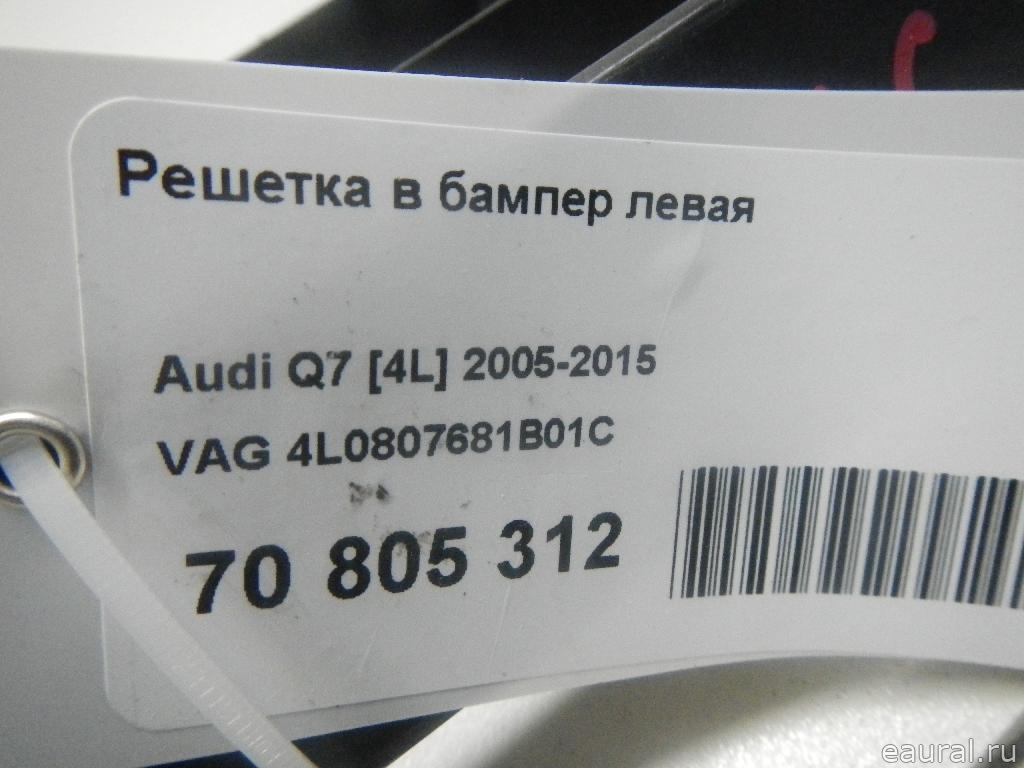 Решетка в бампер левая
Audi Q7 [4L] 2005-2015
VAG 4L0807681B01C
70 805 312
eaural.ru